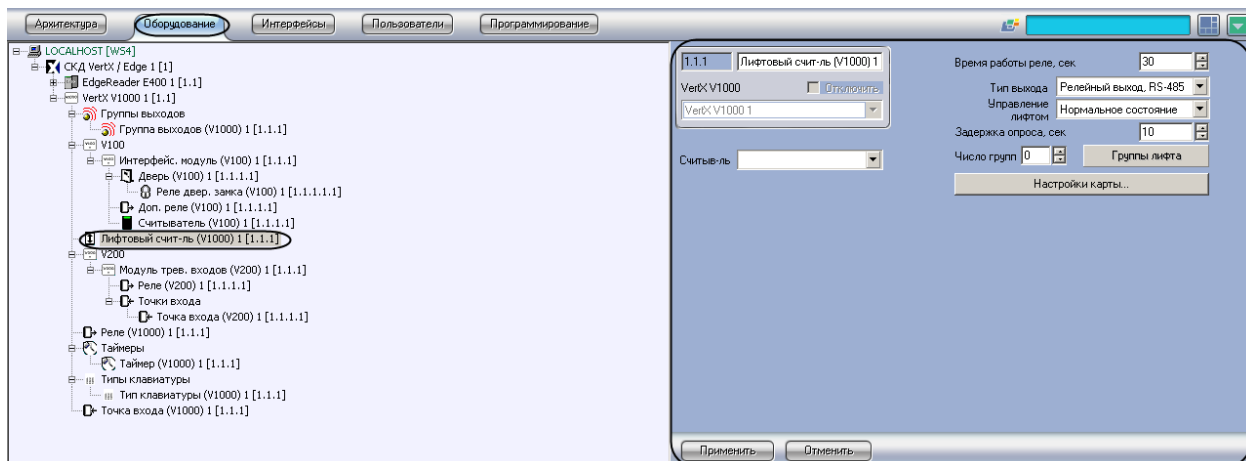 Архитектура Оборудование Интерфейсы Пользователи Программирование
LOCALHOST [WS4]
СКД VertX / Edge 1 [1]
EdgeReader E400 1 [1.1]
VertX V1000 1 [1.1]
Группы выходов
Группа выходов (V1000) 1 [1.1.1]
V100
Интерфейс. модуль (V100) 1 [1.1.1]
Дверь (V100) 1 [1.1.1.1]
Реле двер. замка (V100) 1 [1.1.1.1.1]
Доп. реле (V100) 1 [1.1.1.1]
Считыватель (V100) 1 [1.1.1.1]
Лифтовый счит-ль (V1000) 1 [1.1.1]
V200
Модуль трев. входов (V200) 1 [1.1.1]
Реле (V200) 1 [1.1.1.1]
Точки входа
Точка входа (V200) 1 [1.1.1.1]
Реле (V1000) 1 [1.1.1]
Таймеры
Таймер (V1000) 1 [1.1.1]
Типы клавиатуры
Тип клавиатуры (V1000) 1 [1.1.1]
Точка входа (V1000) 1 [1.1.1]
1.1.1 Лифтовый счит-ль (V1000) 1
VertX V1000 Отключить
VertX V1000 1
Считыв-ль
Время работы реле, сек 30
Тип выхода Релейный выход, RS-485
Управление лифтом Нормальное состояние
Задержка опроса, сек 10
Число групп 0 Группы лифта
Настройки карты...
Применить Отменить